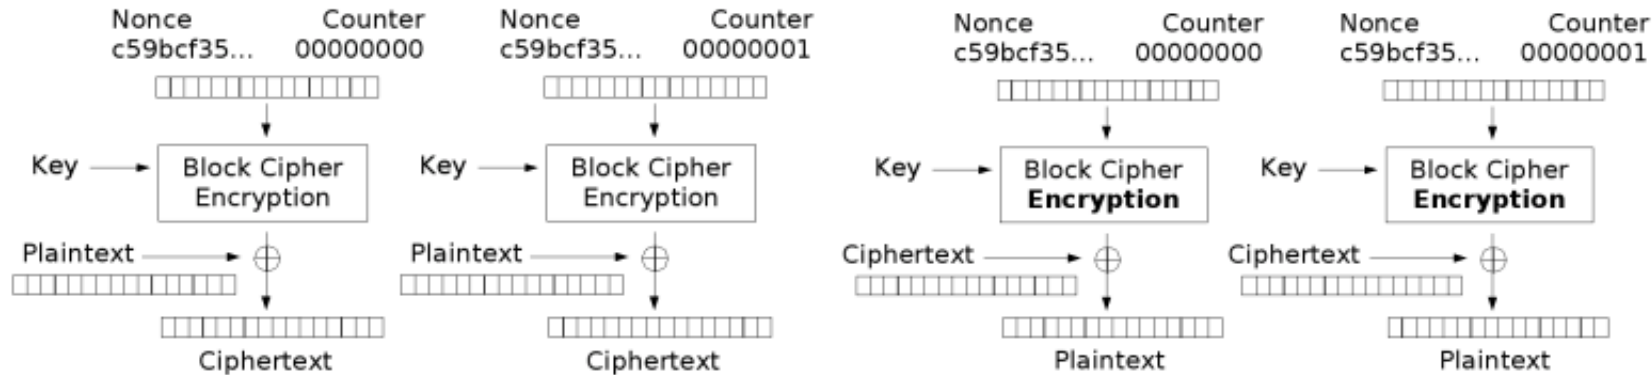 Nonce Counter Nonce Counter Nonce Counter Nonce Counter
c59bcf35... 00000000 c59bcf35... 00000001 c59bcf35... 00000000 c59bcf35... 00000001
Key Block Cipher Key Block Cipher Key Block Cipher Key Block Cipher
Encryption Encryption Encryption Encryption
Plaintext Plaintext Ciphertext Ciphertext
Ciphertext Ciphertext Plaintext Plaintext